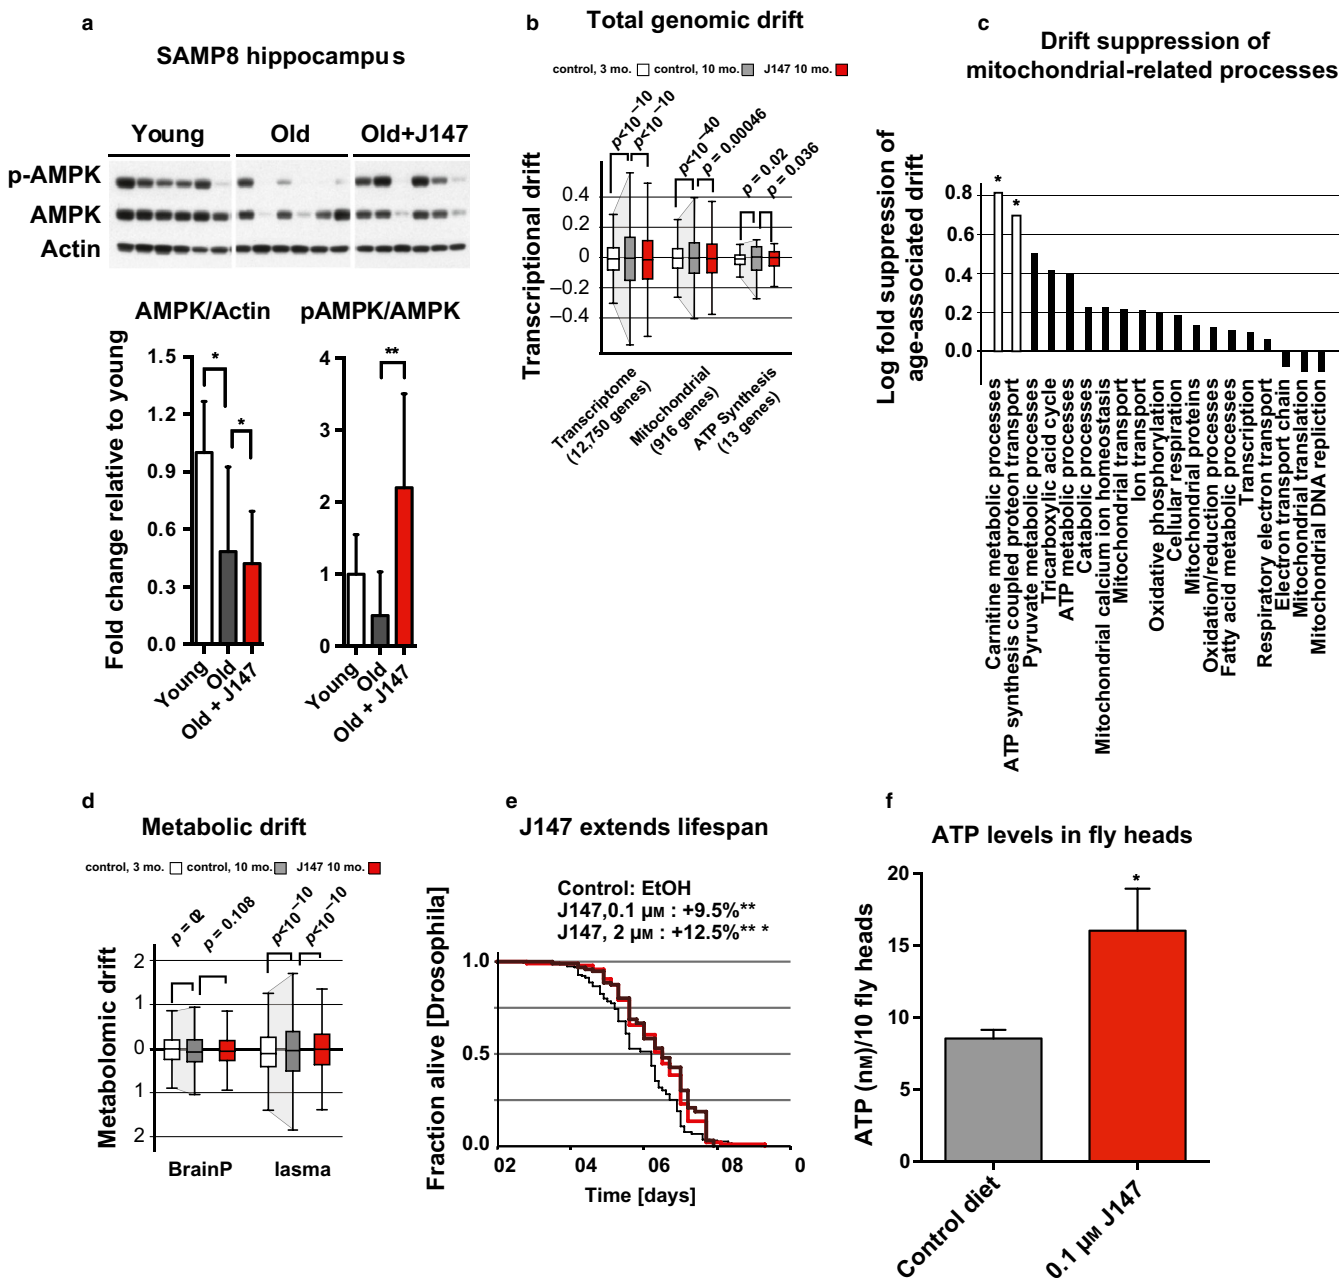 a
SAMP8 hippocampus
Young Old Old+J147
p-AMPK
AMPK
Actin
AMPK/Actin pAMPK/AMPK
Fold change relative to young
1.5
1.2
0.9
0.6
0.3
0.0
*
*
Young
Old
Old + J147
4
3
2
1
0
**
Young
Old
Old + J147
b
Total genomic drift
control, 3 mo. control, 10 mo. J147 10 mo.
p<10−10
p<10−10
p<10−40
p = 0.00046
p = 0.02
p = 0.036
Transcriptional drift
0.4
0.2
0
−0.2
−0.4
Transcriptome
(12,750 genes)
Mitochondrial
(916 genes)
ATP Synthesis
(13 genes)
c
Drift suppression of
mitochondrial-related processes
Log fold suppression of
age-associated drift
0.8
0.6
0.4
0.2
0.0
*
*
Carnitine metabolic processes
ATP synthesis coupled proteon transport
Pyruvate metabolic processes
Tricarboxylic acid cycle
ATP metabolic processes
Catabolic processes
Mitochondrial calcium ion homeostasis
Mitochondrial transport
Ion transport
Oxidative phosphorylation
Cellular respiration
Mitochondrial proteins
Oxidation/reduction processes
Fatty acid metabolic processes
Transcription
Respiratory electron transport
Electron transport chain
Mitochondrial translation
Mitochondrial DNA repliction
d
Metabolic drift
control, 3 mo. control, 10 mo. J147 10 mo.
p = 02
p = 0.108
p<10−10
p<10−10
Metabolomic drift
2
1
0
1
2
BrainP lasma
e
J147 extends lifespan
Control: EtOH
J147,0.1 µM : +9.5%**
J147, 2 µM : +12.5%** *
Fraction alive [Drosophila]
1.0
0.5
0.0
02 04 06 08 0
Time [days]
f
ATP levels in fly heads
ATP (nM)/10 fly heads
20
15
10
5
0
*
Control diet
0.1 µM J147